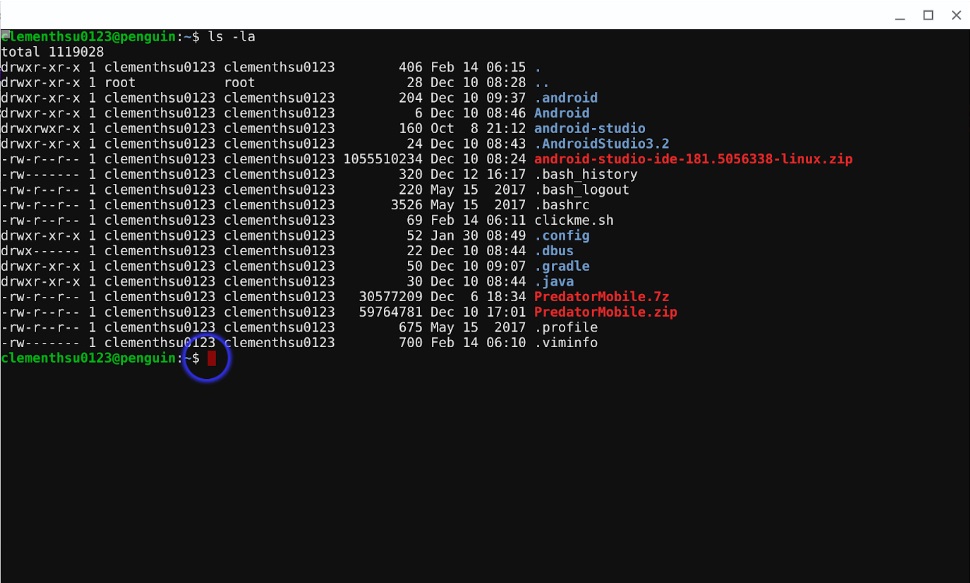 clementhsu0123@penguin:~$ ls -la
total 1119028
drwxr-xr-x 1 clementhsu0123 clementhsu0123        406 Feb 14 06:15 .
drwxr-xr-x 1 root           root                   28 Dec 10 08:28 ..
drwxr-xr-x 1 clementhsu0123 clementhsu0123        204 Dec 10 09:37 .android
drwxr-xr-x 1 clementhsu0123 clementhsu0123          6 Dec 10 08:46 Android
drwxrwxr-x 1 clementhsu0123 clementhsu0123        160 Oct  8 21:12 android-studio
drwxr-xr-x 1 clementhsu0123 clementhsu0123         24 Dec 10 08:43 .AndroidStudio3.2
-rw-r--r-- 1 clementhsu0123 clementhsu0123 1055510234 Dec 10 08:24 android-studio-ide-181.5056338-linux.zip
-rw------- 1 clementhsu0123 clementhsu0123        320 Dec 12 16:17 .bash_history
-rw-r--r-- 1 clementhsu0123 clementhsu0123        220 May 15  2017 .bash_logout
-rw-r--r-- 1 clementhsu0123 clementhsu0123       3526 May 15  2017 .bashrc
-rw-r--r-- 1 clementhsu0123 clementhsu0123         69 Feb 14 06:11 clickme.sh
drwxr-xr-x 1 clementhsu0123 clementhsu0123         52 Jan 30 08:49 .config
drwx------ 1 clementhsu0123 clementhsu0123         22 Dec 10 08:44 .dbus
drwxr-xr-x 1 clementhsu0123 clementhsu0123         50 Dec 10 09:07 .gradle
drwxr-xr-x 1 clementhsu0123 clementhsu0123         30 Dec 10 08:44 .java
-rw-r--r-- 1 clementhsu0123 clementhsu0123   30577209 Dec  6 18:34 PredatorMobile.7z
-rw-r--r-- 1 clementhsu0123 clementhsu0123   59764781 Dec 10 17:01 PredatorMobile.zip
-rw-r--r-- 1 clementhsu0123 clementhsu0123        675 May 15  2017 .profile
-rw------- 1 clementhsu0123 clementhsu0123        700 Feb 14 06:10 .viminfo
clementhsu0123@penguin:~$